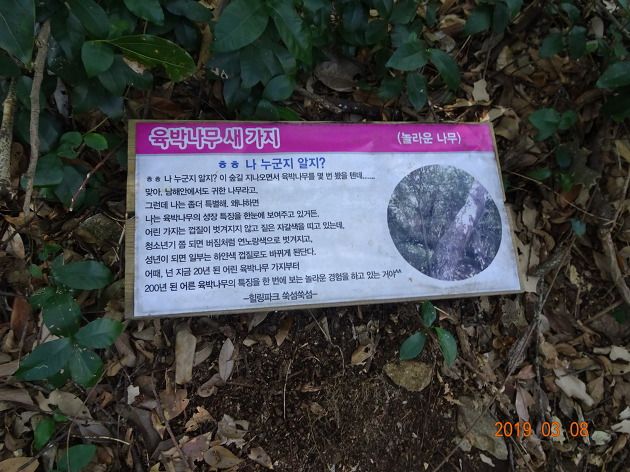 육박나무 새 가지 (놀라운 나무)
ㅎㅎ 나 누군지 알지?
ㅎㅎ 나 누군지 알지? 이 숲길 지나오면서 육박나무를 몇 번 봤을 텐데......
맞아, 남해안에서도 귀한 나무라고,
그런데 나는 좀더 특별해. 왜냐하면
나는 육박나무의 성장 특징을 한눈에 보여주고 있거든.
어린 가지는 껍질이 벗겨지지 않고 짙은 자갈색을 띠고 있는데,
청소년기 쯤 되면 버짐처럼 연노랑색으로 벗겨지고,
성년이 되면 일부는 하얀색 껍질로도 바뀌게 된단다.
어때, 넌 지금 20년 된 어린 육박나무 가지부터
200년 된 어른 육박나무의 특징을 한 번에 보는 놀라운 경험을 하고 있는 거야^^
-힐링파크 쑥섬쑥섬-
2019. 03. 08